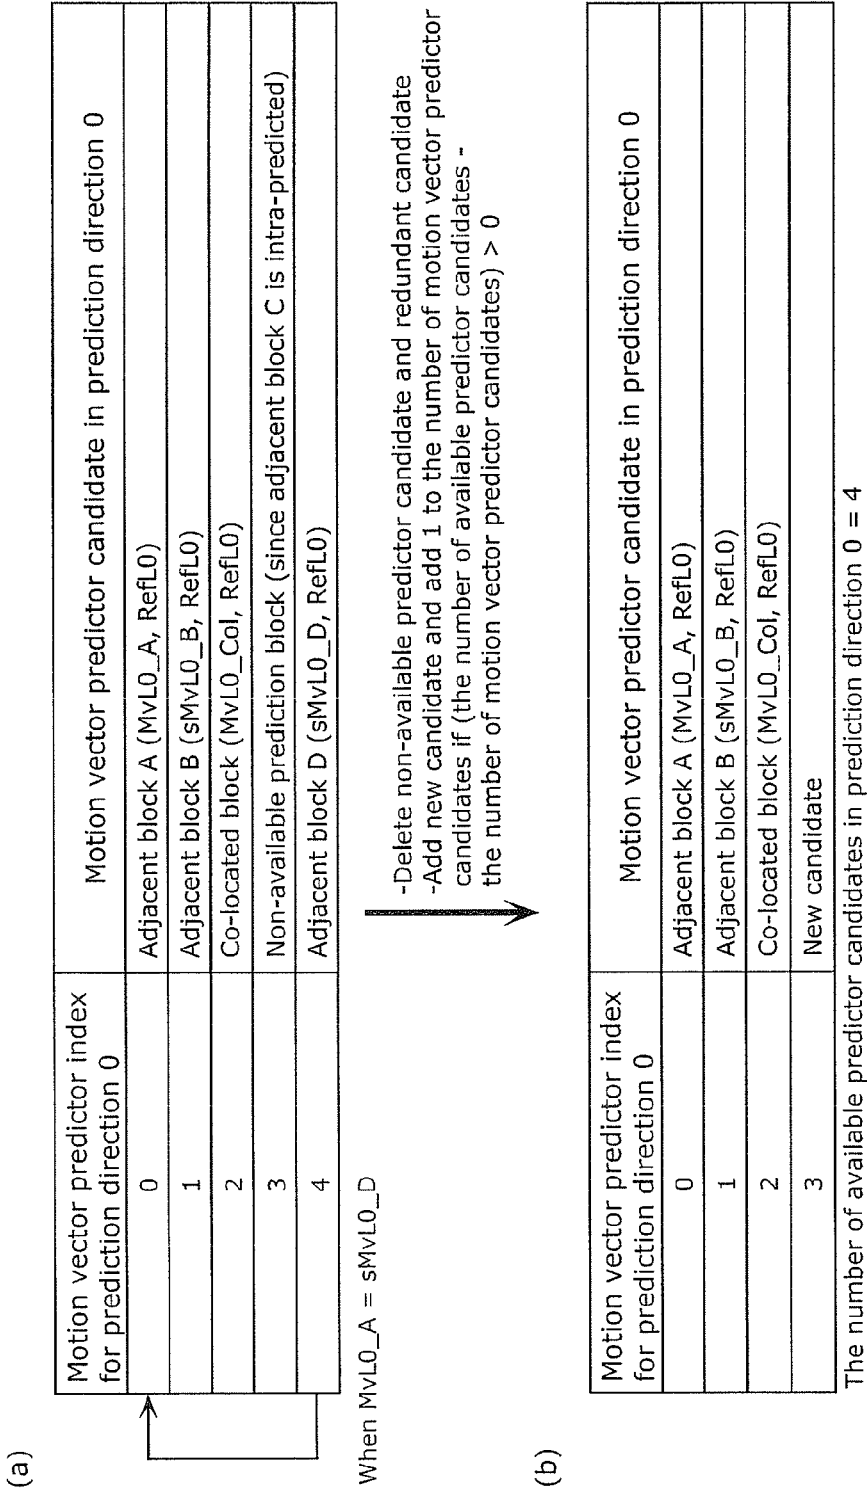 (a)
Motion vector predictor index
for prediction direction 0
Motion vector predictor candidate in prediction direction 0
0
Adjacent block A (MvL0_A, RefL0)
1
Adjacent block B (sMvL0_B, RefL0)
2
Co-located block (MvL0_Col, RefL0)
3
Non-available prediction block (since adjacent block C is intra-predicted)
4
Adjacent block D (sMvL0_D, RefL0)
When MvL0_A = sMvL0_D
-Delete non-available predictor candidate and redundant candidate
-Add new candidate and add 1 to the number of motion vector predictor
candidates if (the number of available predictor candidates -
the number of motion vector predictor candidates) > 0
(b)
Motion vector predictor index
for prediction direction 0
Motion vector predictor candidate in prediction direction 0
0
Adjacent block A (MvL0_A, RefL0)
1
Adjacent block B (sMvL0_B, RefL0)
2
Co-located block (MvL0_Col, RefL0)
3
New candidate
The number of available predictor candidates in prediction direction 0 = 4